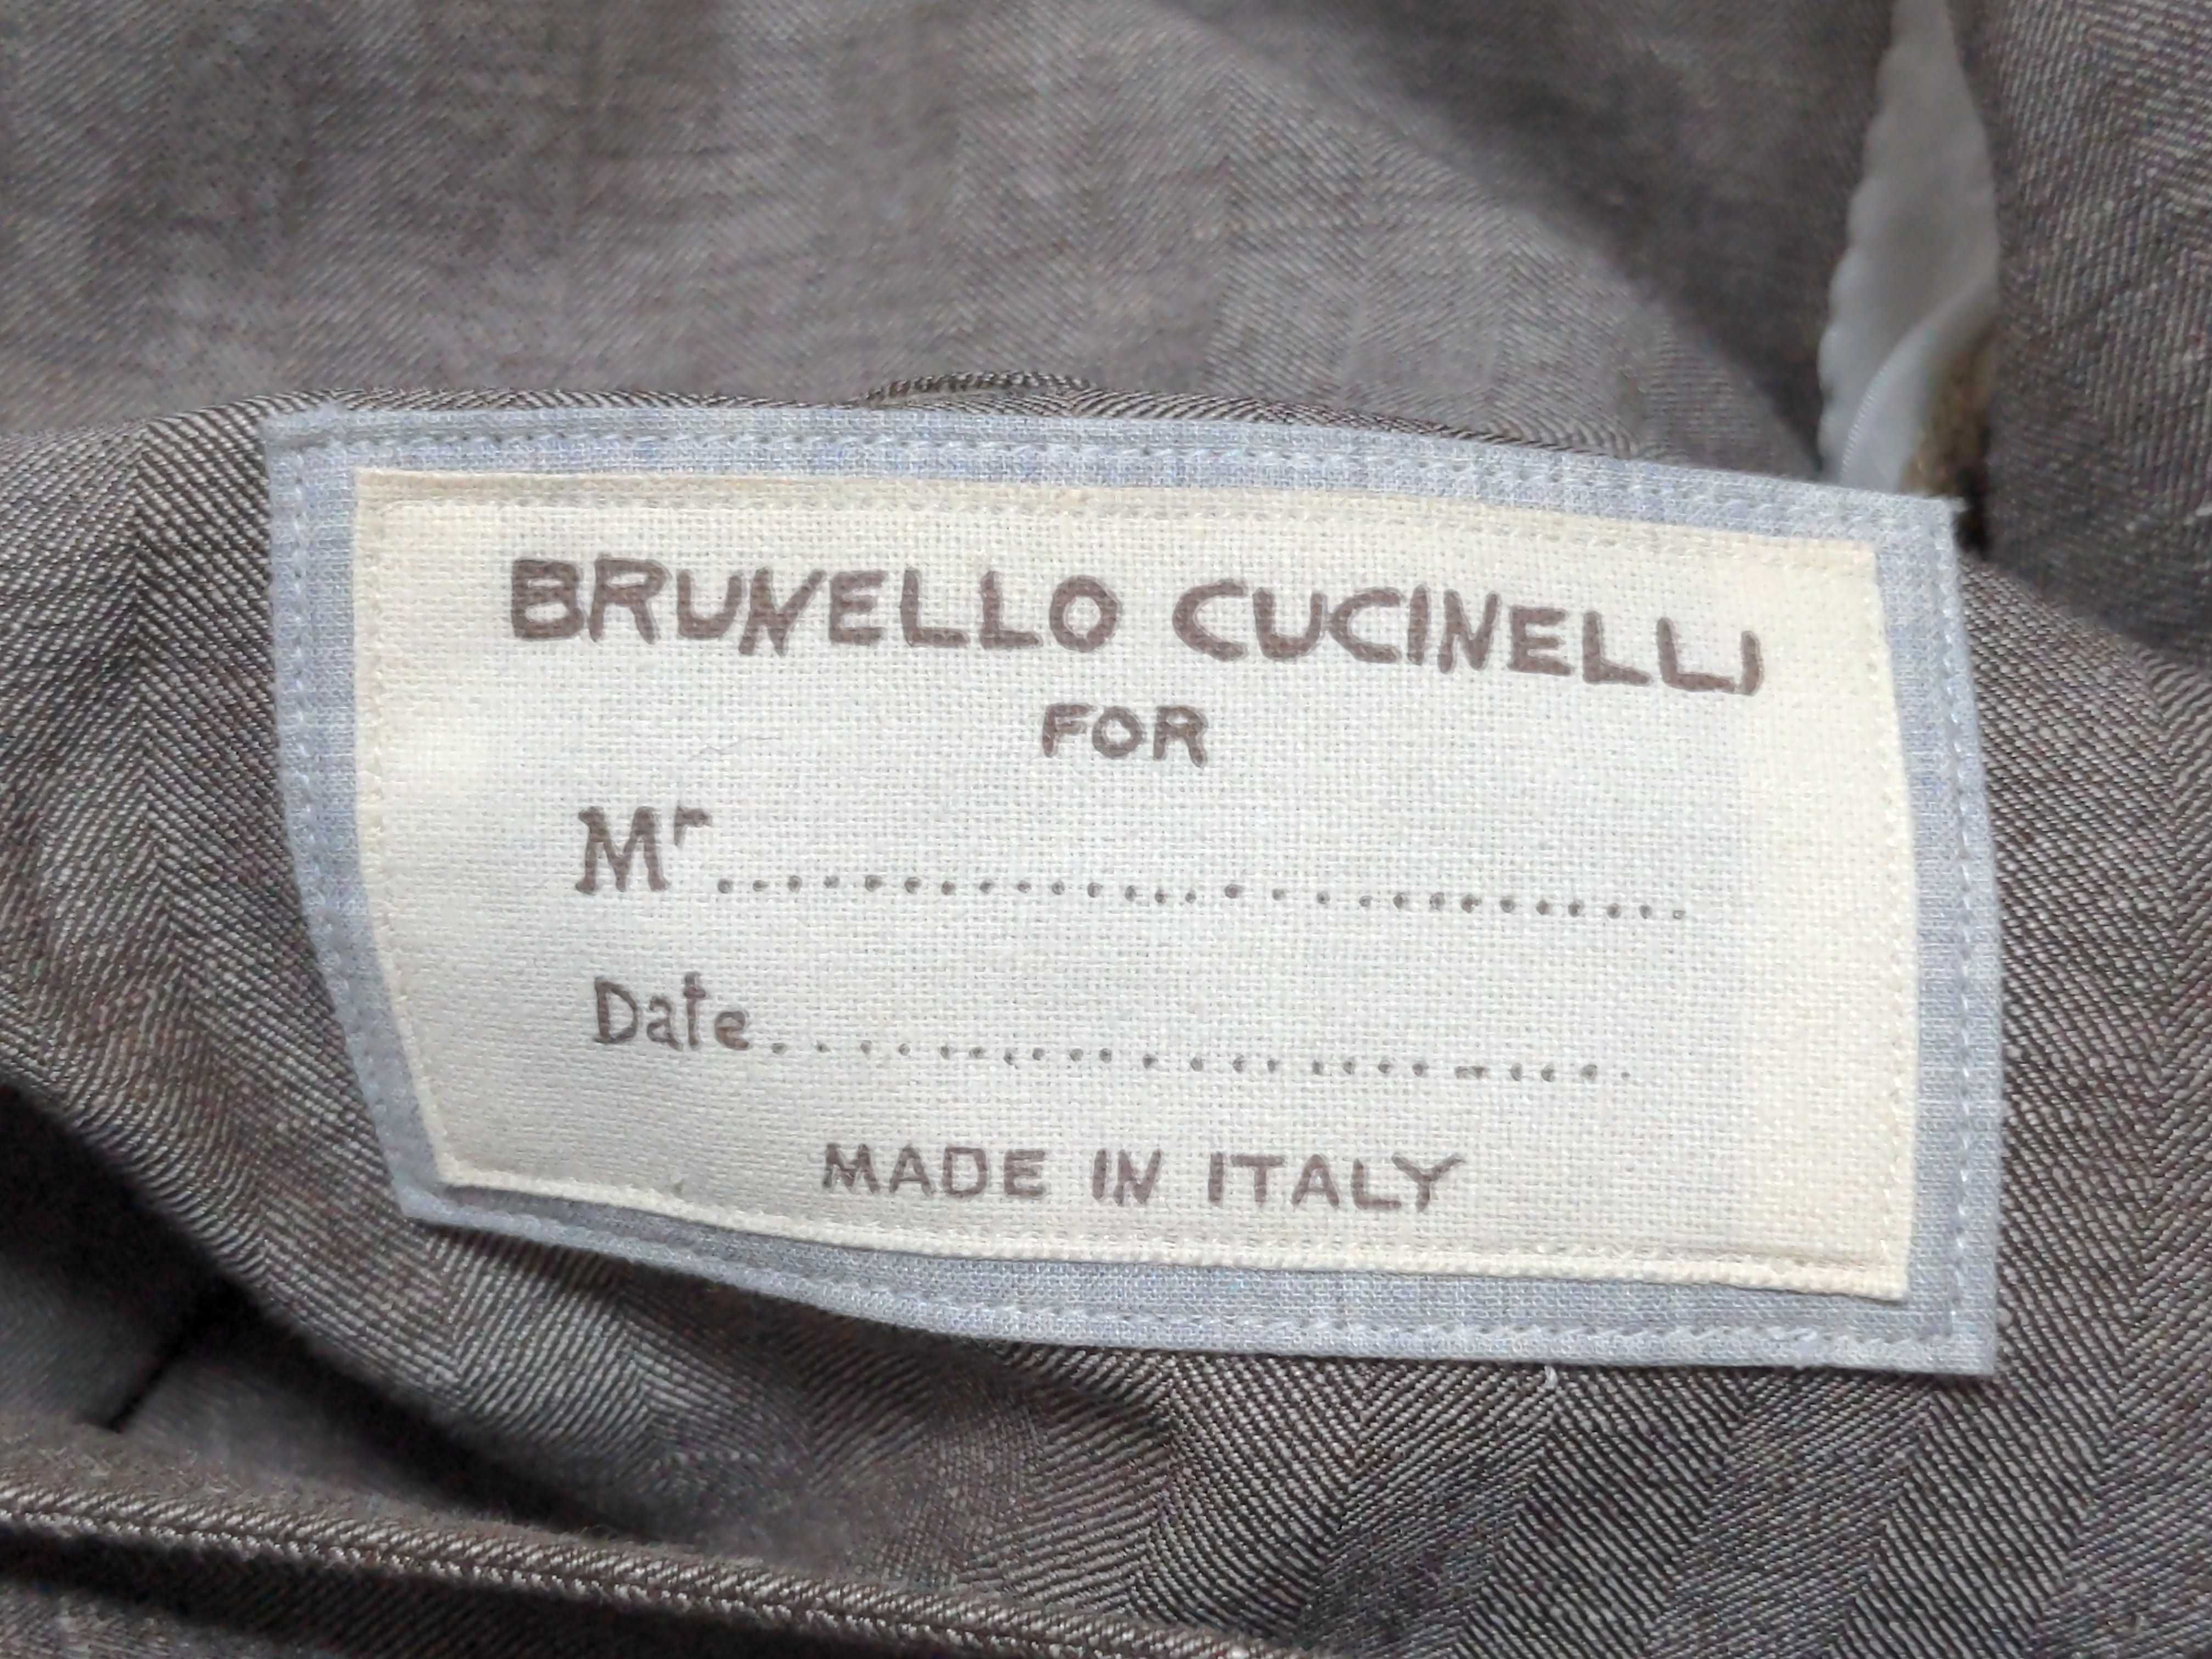 BRUNELLO CUCINELLI
FOR
Mr........................................
Date........................................
MADE IN ITALY